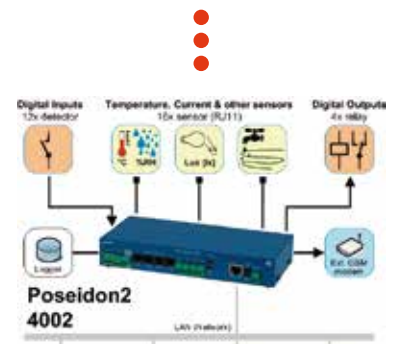 Digital Inputs
12x detector
Temperature, Current & other sensors
16x sensor (RJ11)
Digital Outputs
4x relay
°C %RH
Lux [lx]
Logger
Ext. GSM
modem
Poseidon2
4002
LAN (Network)